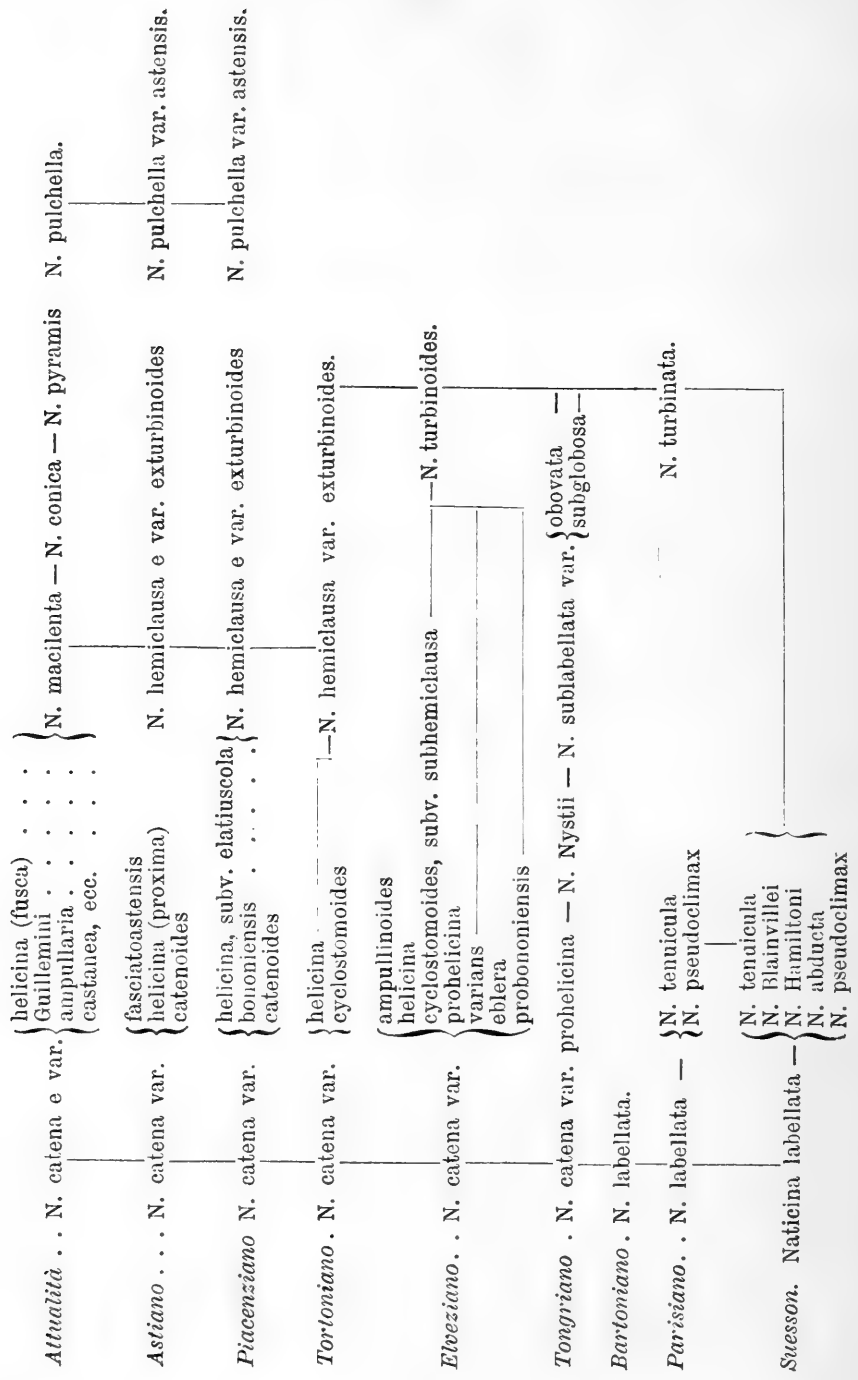 Attualità . . N. catena e var. helicina (fusca) . . . .
Guillemini . . . . . .
ampullaria . . . . . .
castanea, ecc. . . . .
N. macilenta — N. conica — N. pyramis N. pulchella.
Astiano . . . N. catena var. fasciatoastensis
helicina (proxima)
catenoides
N. hemiclausa e var. exturbinoides N. pulchella var. astensis.
Piacenziano N. catena var. helicina, subv. elatiuscola
bononiensis . . . . . .
catenoides
N. hemiclausa e var. exturbinoides N. pulchella var. astensis.
Tortoniano . N. catena var. helicina
cyclostomoides
—N. hemiclausa var. exturbinoides.
Elveziano. . N. catena var. ampullinoides
helicina
cyclostomoides, subv. subhemiclausa
prohelicina
varians
eblera
probononiensis
—N. turbinoides.
Tongriano . N. catena var. prohelicina — N. Nystii — N. sublabellata var. obovata —
subglobosa—
Bartoniano. N. labellata.
Parisiano. . N. labellata — N. tenuicula
N. pseudoclimax
N. turbinata.
Suesson. Naticina labellata — N. tenuicula
N. Blainvillei
N. Hamiltoni
N. abducta
N. pseudoclimax